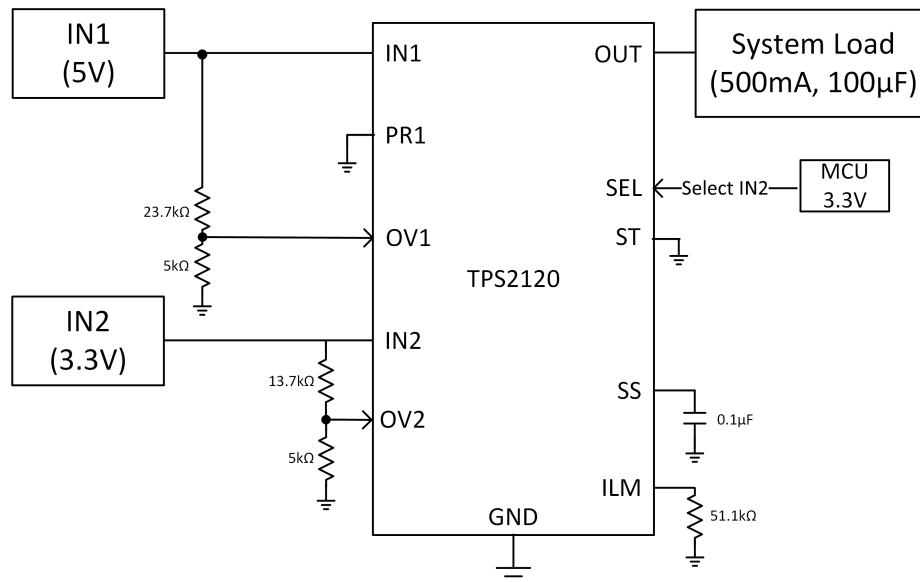 IN1
(5V)
IN1
OUT
System Load
(500mA, 100µF)
PR1
SEL
Select IN2
MCU
3.3V
23.7kΩ
OV1
ST
5kΩ
TPS2120
IN2
(3.3V)
IN2
13.7kΩ
OV2
SS
0.1µF
5kΩ
ILM
51.1kΩ
GND